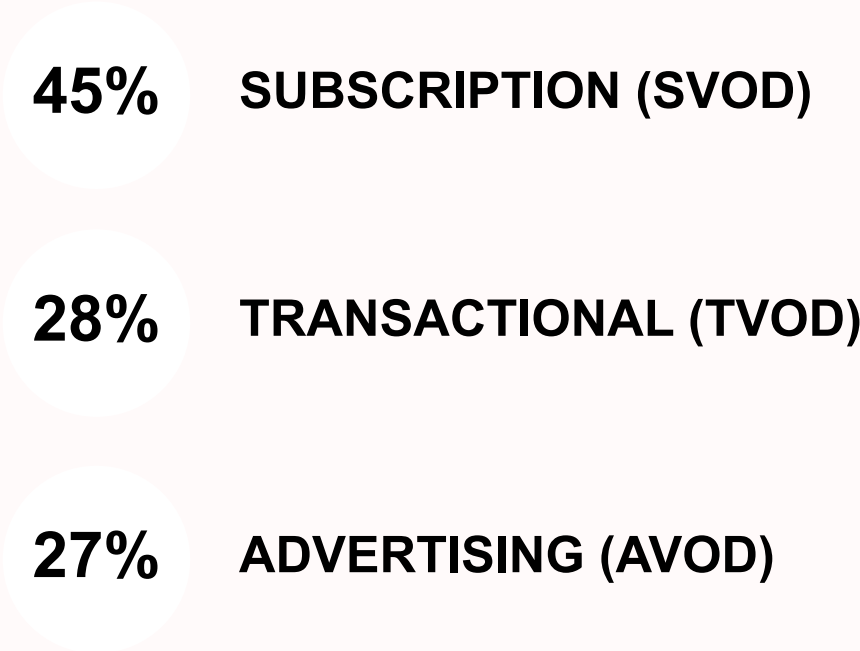 45% SUBSCRIPTION (SVOD)
28% TRANSACTIONAL (TVOD)
27% ADVERTISING (AVOD)